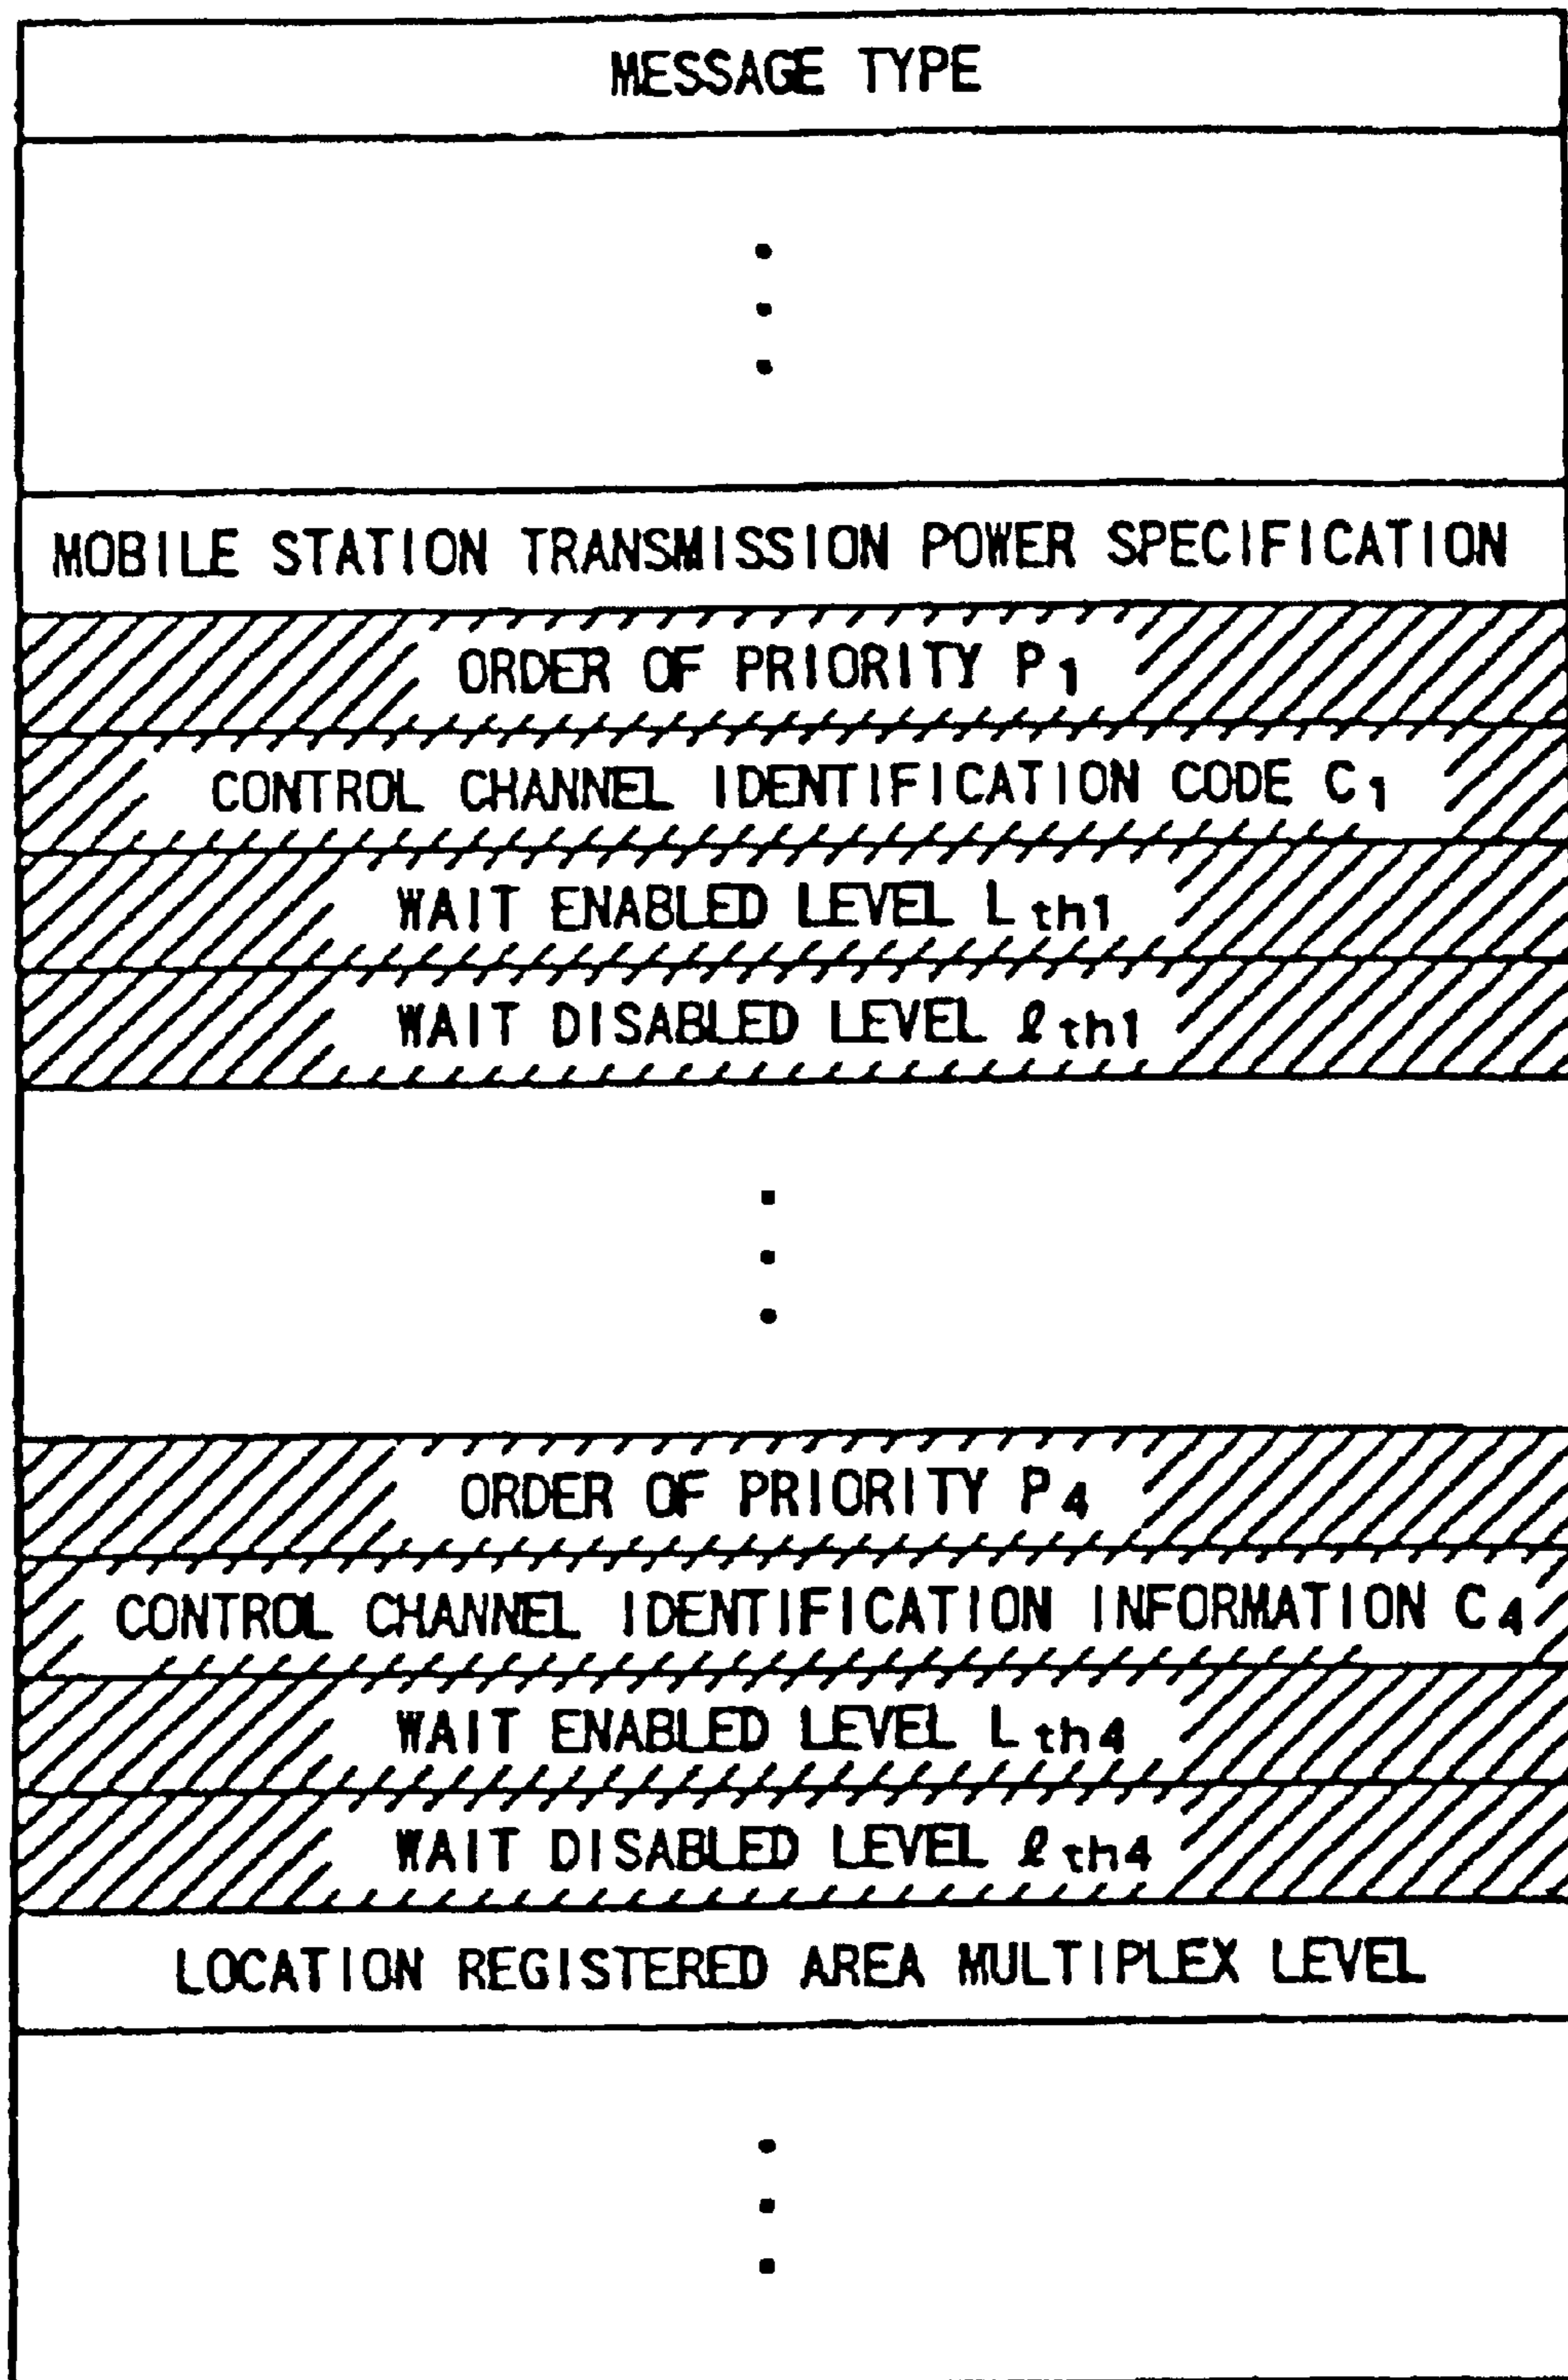 MESSAGE TYPE
MOBILE STATION TRANSMISSION POWER SPECIFICATION
ORDER OF PRIORITY P1
CONTROL CHANNEL IDENTIFICATION CODE C1
WAIT ENABLED LEVEL Lth1
WAIT DISABLED LEVEL ℓth1
ORDER OF PRIORITY P4
CONTROL CHANNEL IDENTIFICATION INFORMATION C4
WAIT ENABLED LEVEL Lth4
WAIT DISABLED LEVEL ℓth4
LOCATION REGISTERED AREA MULTIPLEX LEVEL